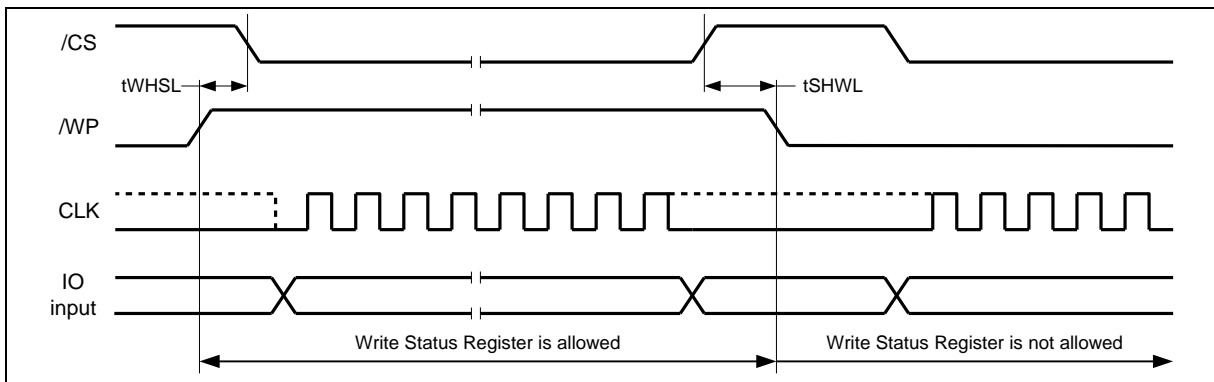 /CS
tWHSL
tSHWL
/WP
CLK
IO
input
Write Status Register is allowed
Write Status Register is not allowed